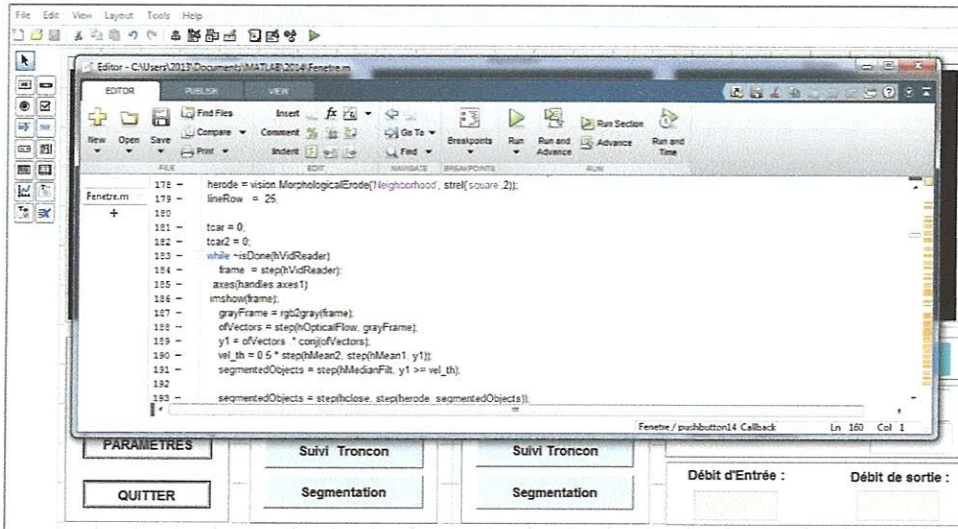 File Edit View Layout Tools Help
Editor - C:\Users\2013\Documents\MATLAB\2014\Fenetre.m
EDITOR PUBLISH VIEW
New Open Save
Find Files
Compare
Print
Insert fx
Comment
Indent
Go To
Find
Breakpoints
Run
Run and Advance
Run Section
Advance
Run and Time
FILE EDIT NAVIGATE BREAKPOINTS RUN
Fenetre.m
178 - herode = vision.MorphologicalErode('Neighborhood', strel('square',2));
179 - lineRow = 25;
180
181 - tcar = 0;
182 - tcar2 = 0;
183 - while ~isDone(hVidReader)
184 - frame = step(hVidReader);
185 - axes(handles.axes1)
186 - imshow(frame);
187 - grayFrame = rgb2gray(frame);
188 - ofVectors = step(hOpticalFlow, grayFrame);
189 - y1 = ofVectors .* conj(ofVectors);
190 - vel_th = 0.5 * step(hMean2, step(hMean1, y1));
191 - segmentedObjects = step(hMedianFilt, y1 >= vel_th);
192
193 - segmentedObjects = step(hclose, step(herode, segmentedObjects));
Fenetre / pushbutton14 Callback Ln 160 Col 1
PARAMETRES Suivi Troncon Suivi Troncon
QUITTER Segmentation Segmentation
Débit d'Entrée : Débit de sortie :